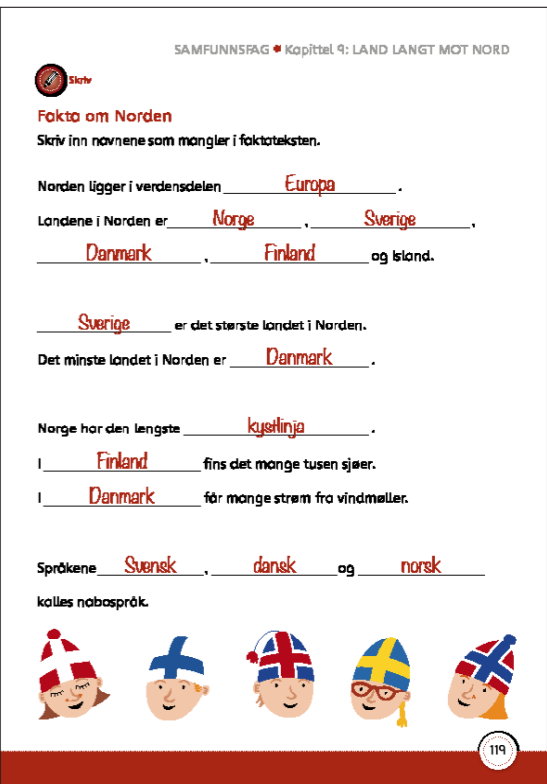 SAMFUNNSFAG • Kapittel 9: LAND LANGT MOT NORD
Skriv
Fakta om Norden
Skriv inn navnene som mangler i faktateksten.
Norden ligger i verdensdelen Europa .
Landene i Norden er Norge , Sverige ,
Danmark , Finland og Island.
Sverige er det største landet i Norden.
Det minste landet i Norden er Danmark .
Norge har den lengste kystlinja .
I Finland fins det mange tusen sjøer.
I Danmark får mange strøm fra vindmøller.
Språkene Svensk , dansk og norsk
kalles nabospråk.
119